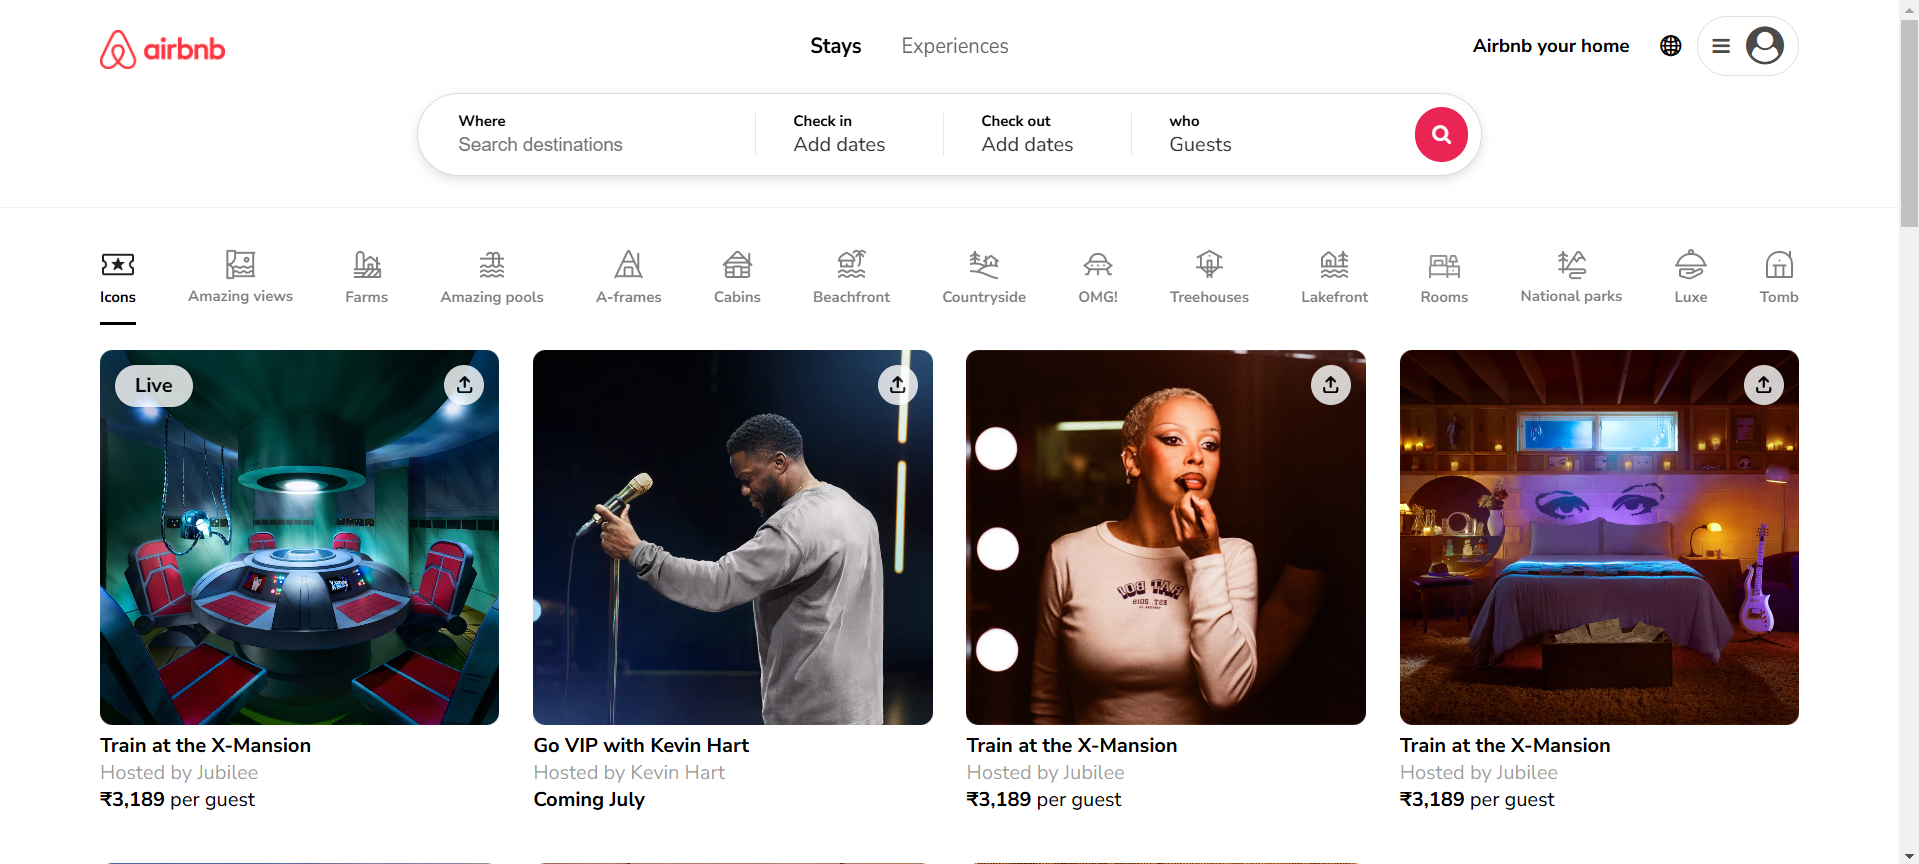 airbnb
Stays Experiences
Airbnb your home
Where
Search destinations
Check in
Add dates
Check out
Add dates
who
Guests
Icons
Amazing views
Farms
Amazing pools
A-frames
Cabins
Beachfront
Countryside
OMG!
Treehouses
Lakefront
Rooms
National parks
Luxe
Tomb
Live
Train at the X-Mansion
Hosted by Jubilee
₹3,189 per guest
Go VIP with Kevin Hart
Hosted by Kevin Hart
Coming July
EST 2015
Train at the X-Mansion
Hosted by Jubilee
₹3,189 per guest
Train at the X-Mansion
Hosted by Jubilee
₹3,189 per guest